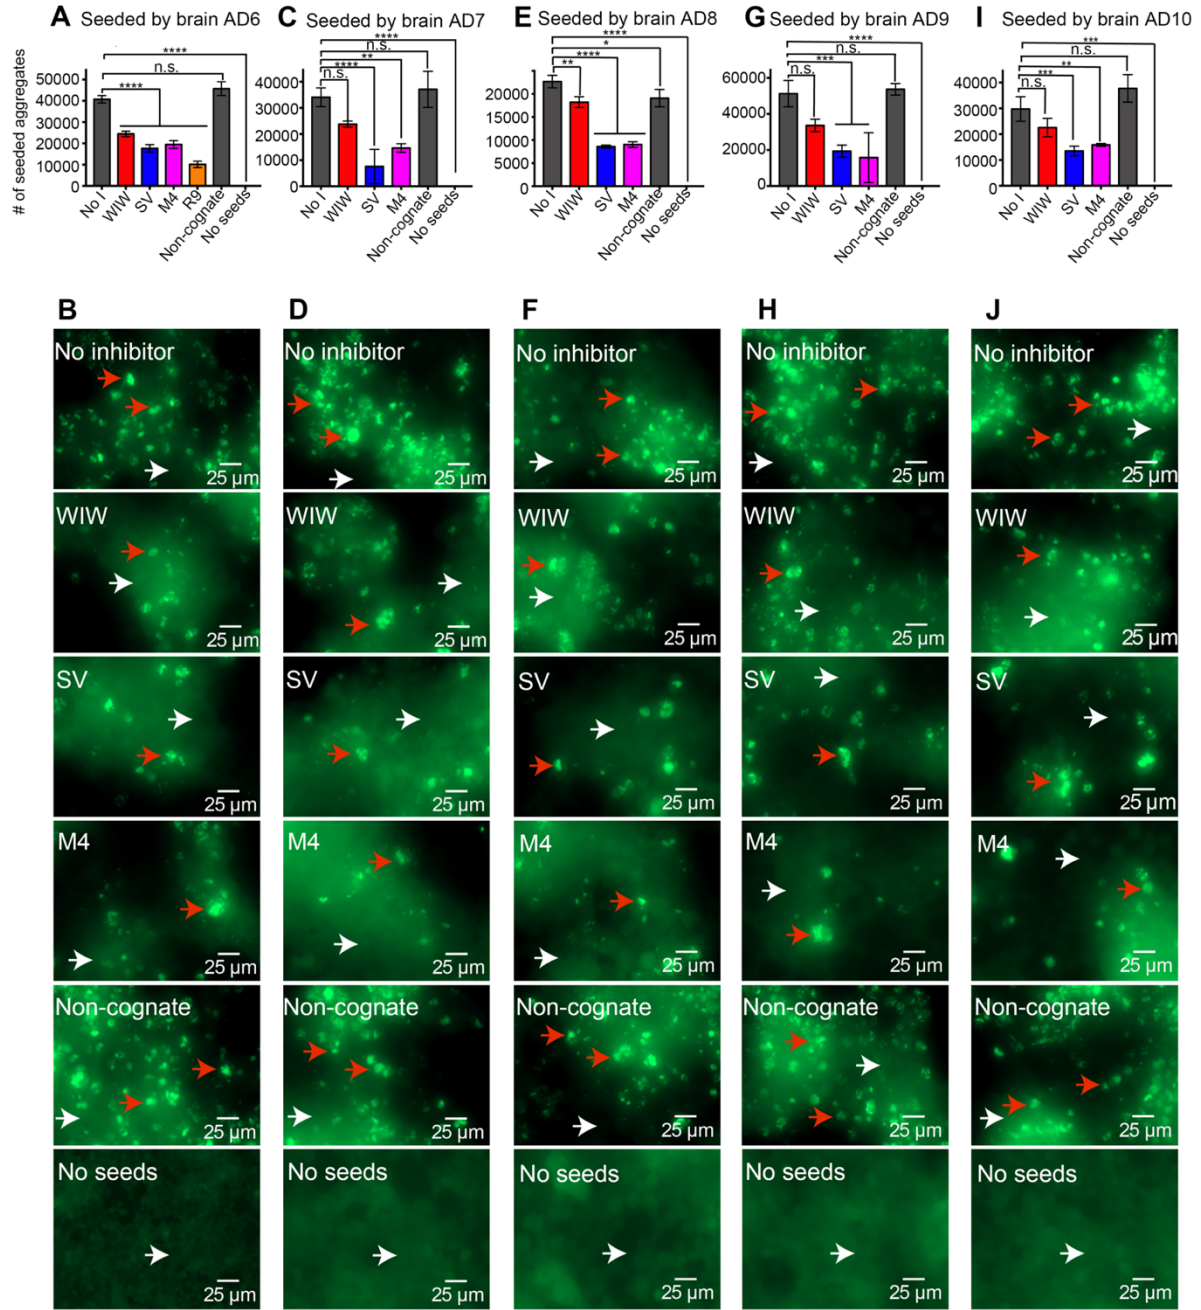 A Seeded by brain AD6
C Seeded by brain AD7
E Seeded by brain AD8
G Seeded by brain AD9
I Seeded by brain AD10
# of seeded aggregates
****
n.s.
****
50000
40000
30000
20000
10000
0
No I
WIW
SV
M4
R9
Non-cognate
No seeds
****
n.s.
**
****
n.s.
40000
30000
20000
10000
0
No I
WIW
SV
M4
Non-cognate
No seeds
****
*
****
**
20000
15000
10000
5000
0
No I
WIW
SV
M4
Non-cognate
No seeds
****
n.s.
***
n.s.
60000
40000
20000
0
No I
WIW
SV
M4
Non-cognate
No seeds
***
n.s.
**
***
n.s.
40000
30000
20000
10000
0
No I
WIW
SV
M4
Non-cognate
No seeds
B
No inhibitor
25 µm
WIW
25 µm
SV
25 µm
M4
25 µm
Non-cognate
25 µm
No seeds
25 µm
D
No inhibitor
25 µm
WIW
25 µm
SV
25 µm
M4
25 µm
Non-cognate
25 µm
No seeds
25 µm
F
No inhibitor
25 µm
WIW
25 µm
SV
25 µm
M4
25 µm
Non-cognate
25 µm
No seeds
25 µm
H
No inhibitor
25 µm
WIW
25 µm
SV
25 µm
M4
25 µm
Non-cognate
25 µm
No seeds
25 µm
J
No inhibitor
25 µm
WIW
25 µm
SV
25 µm
M4
25 µm
Non-cognate
25 µm
No seeds
25 µm